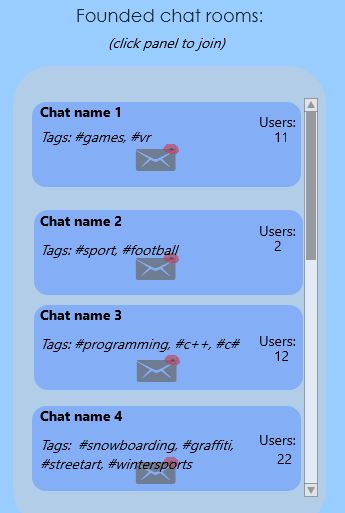 Founded chat rooms:
(click panel to join)
Chat name 1
Tags: #games, #vr
Users:
11
Chat name 2
Tags: #sport, #football
Users:
2
Chat name 3
Tags: #programming, #c++, #c#
Users:
12
Chat name 4
Tags: #snowboarding, #graffiti,
#streetart, #wintersports
Users:
22